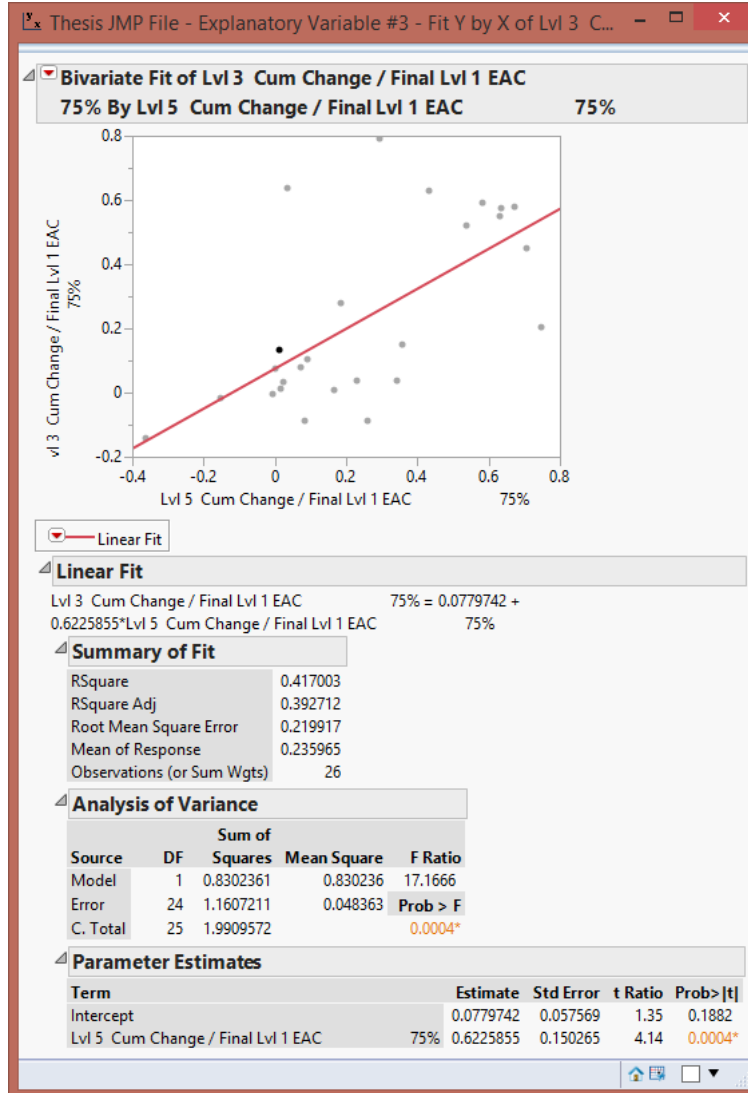 Thesis JMP File - Explanatory Variable #3 - Fit Y by X of Lvl 3 C...
Bivariate Fit of Lvl 3 Cum Change / Final Lvl 1 EAC
75% By Lvl 5 Cum Change / Final Lvl 1 EAC 75%
0.8
0.6
0.4
0.2
0
-0.2
vl 3 Cum Change / Final Lvl 1 EAC
75%
-0.4 -0.2 0 0.2 0.4 0.6 0.8
Lvl 5 Cum Change / Final Lvl 1 EAC 75%
Linear Fit
Linear Fit
Lvl 3 Cum Change / Final Lvl 1 EAC 75% = 0.0779742 +
0.6225855*Lvl 5 Cum Change / Final Lvl 1 EAC 75%
Summary of Fit
RSquare 0.417003
RSquare Adj 0.392712
Root Mean Square Error 0.219917
Mean of Response 0.235965
Observations (or Sum Wgts) 26
Analysis of Variance
Sum of
Source DF Squares Mean Square F Ratio
Model 1 0.8302361 0.830236 17.1666
Error 24 1.1607211 0.048363 Prob > F
C. Total 25 1.9909572 0.0004*
Parameter Estimates
Term Estimate Std Error t Ratio Prob>|t|
Intercept 0.0779742 0.057569 1.35 0.1882
Lvl 5 Cum Change / Final Lvl 1 EAC 75% 0.6225855 0.150265 4.14 0.0004*